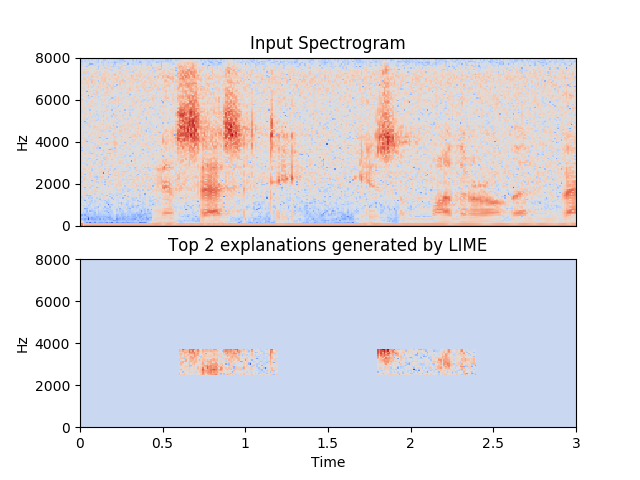 Input Spectrogram
8000
6000
4000
2000
0
Hz
Top 2 explanations generated by LIME
8000
6000
4000
2000
0
Hz
0 0.5 1 1.5 2 2.5 3
Time